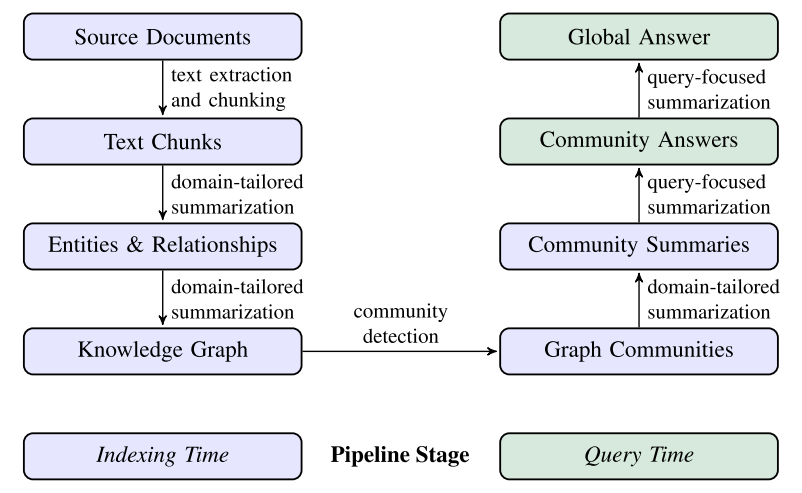 Source Documents
text extraction
and chunking
Text Chunks
domain-tailored
summarization
Entities & Relationships
domain-tailored
summarization
Knowledge Graph
community
detection
Graph Communities
domain-tailored
summarization
Community Summaries
query-focused
summarization
Community Answers
query-focused
summarization
Global Answer
Indexing Time
Pipeline Stage
Query Time